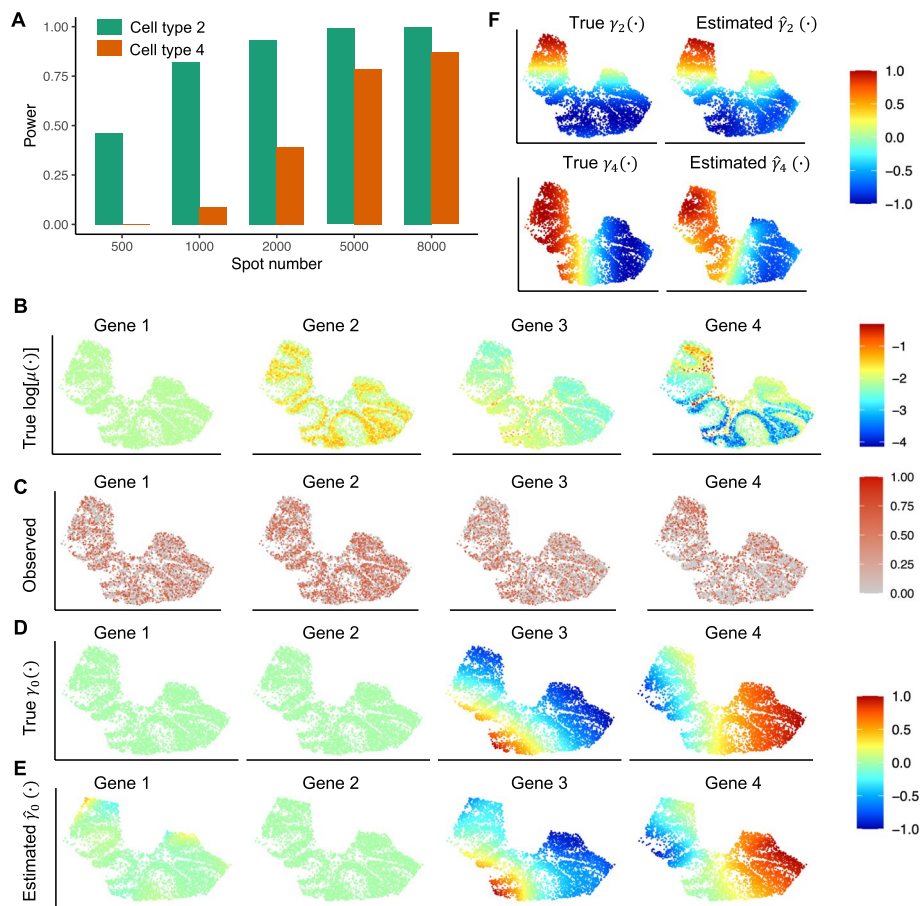 A
1.00
0.75
0.50
0.25
0.00
Power
Cell type 2
Cell type 4
500 1000 2000 5000 8000
Spot number
F
True γ₂(·) Estimated γ̂₂ (·)
True γ₄(·) Estimated γ̂₄ (·)
1.0
0.5
0.0
−0.5
−1.0
B
Gene 1 Gene 2 Gene 3 Gene 4
True log[μ(·)]
−1
−2
−3
−4
C
Gene 1 Gene 2 Gene 3 Gene 4
Observed
1.00
0.75
0.50
0.25
0.00
D
Gene 1 Gene 2 Gene 3 Gene 4
True γ₀(·)
E
Gene 1 Gene 2 Gene 3 Gene 4
Estimated γ̂₀ (·)
1.0
0.5
0.0
−0.5
−1.0